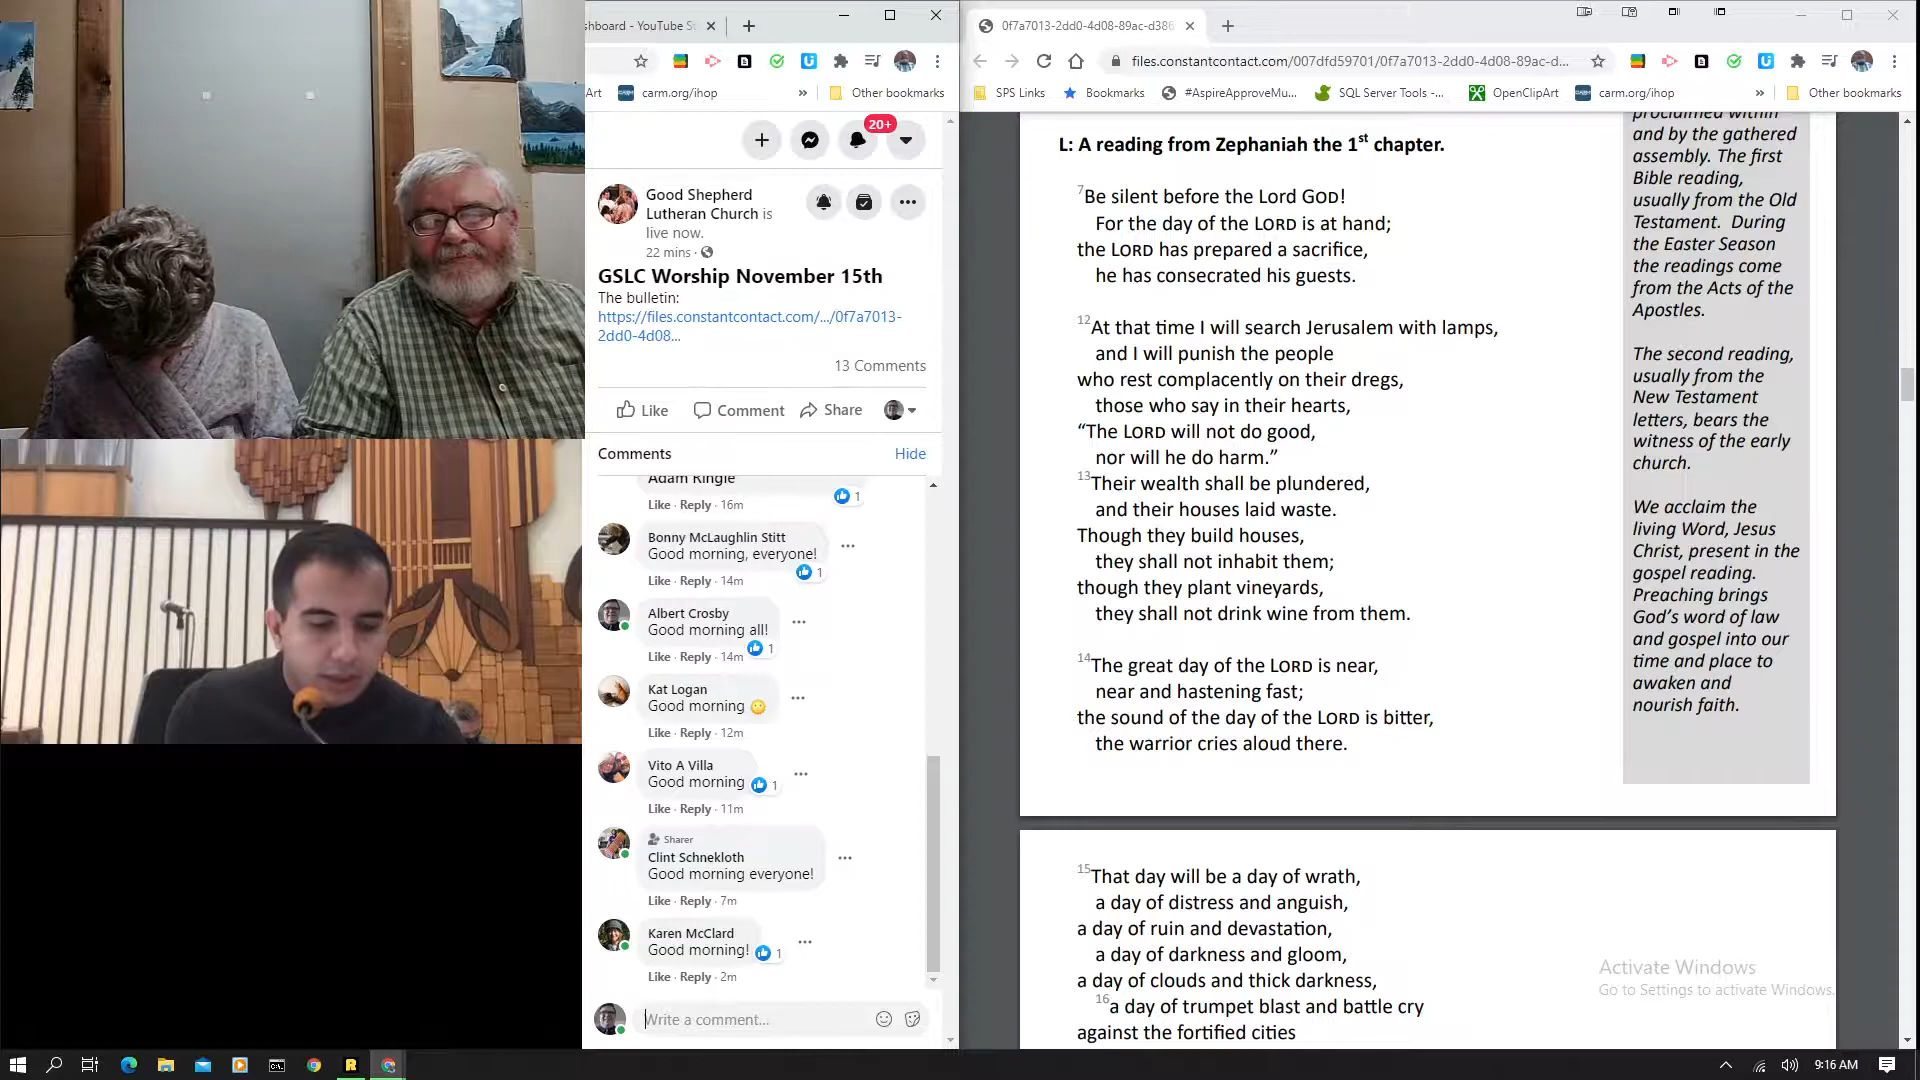 shboard - YouTube St
Art
carm.org/ihop
»
Other bookmarks
20+
Good Shepherd
Lutheran Church is
live now.
22 mins ·
GSLC Worship November 15th
The bulletin:
https://files.constantcontact.com/.../0f7a7013-
2dd0-4d08...
13 Comments
Like
Comment
Share
Comments
Hide
Adam Ringle
1
Like · Reply · 16m
Bonny McLaughlin Stitt
Good morning, everyone!
1
Like · Reply · 14m
Albert Crosby
Good morning all!
1
Like · Reply · 14m
Kat Logan
Good morning 😳
Like · Reply · 12m
Vito A Villa
Good morning
1
Like · Reply · 11m
Sharer
Clint Schnekloth
Good morning everyone!
Like · Reply · 7m
Karen McClard
Good morning!
1
Like · Reply · 2m
Write a comment...
0f7a7013-2dd0-4d08-89ac-d386
files.constantcontact.com/007dfd59701/0f7a7013-2dd0-4d08-89ac-d...
SPS Links
Bookmarks
#AspireApproveMu...
SQL Server Tools -...
OpenClipArt
carm.org/ihop
»
Other bookmarks
L: A reading from Zephaniah the 1st chapter.
7Be silent before the Lord GOD!
For the day of the LORD is at hand;
the LORD has prepared a sacrifice,
he has consecrated his guests.
12At that time I will search Jerusalem with lamps,
and I will punish the people
who rest complacently on their dregs,
those who say in their hearts,
“The LORD will not do good,
nor will he do harm.”
13Their wealth shall be plundered,
and their houses laid waste.
Though they build houses,
they shall not inhabit them;
though they plant vineyards,
they shall not drink wine from them.
14The great day of the LORD is near,
near and hastening fast;
the sound of the day of the LORD is bitter,
the warrior cries aloud there.
15That day will be a day of wrath,
a day of distress and anguish,
a day of ruin and devastation,
a day of darkness and gloom,
a day of clouds and thick darkness,
16a day of trumpet blast and battle cry
against the fortified cities
proclaimed within
and by the gathered
assembly. The first
Bible reading,
usually from the Old
Testament. During
the Easter Season
the readings come
from the Acts of the
Apostles.
The second reading,
usually from the
New Testament
letters, bears the
witness of the early
church.
We acclaim the
living Word, Jesus
Christ, present in the
gospel reading.
Preaching brings
God’s word of law
and gospel into our
time and place to
awaken and
nourish faith.
Activate Windows
Go to Settings to activate Windows.
9:16 AM